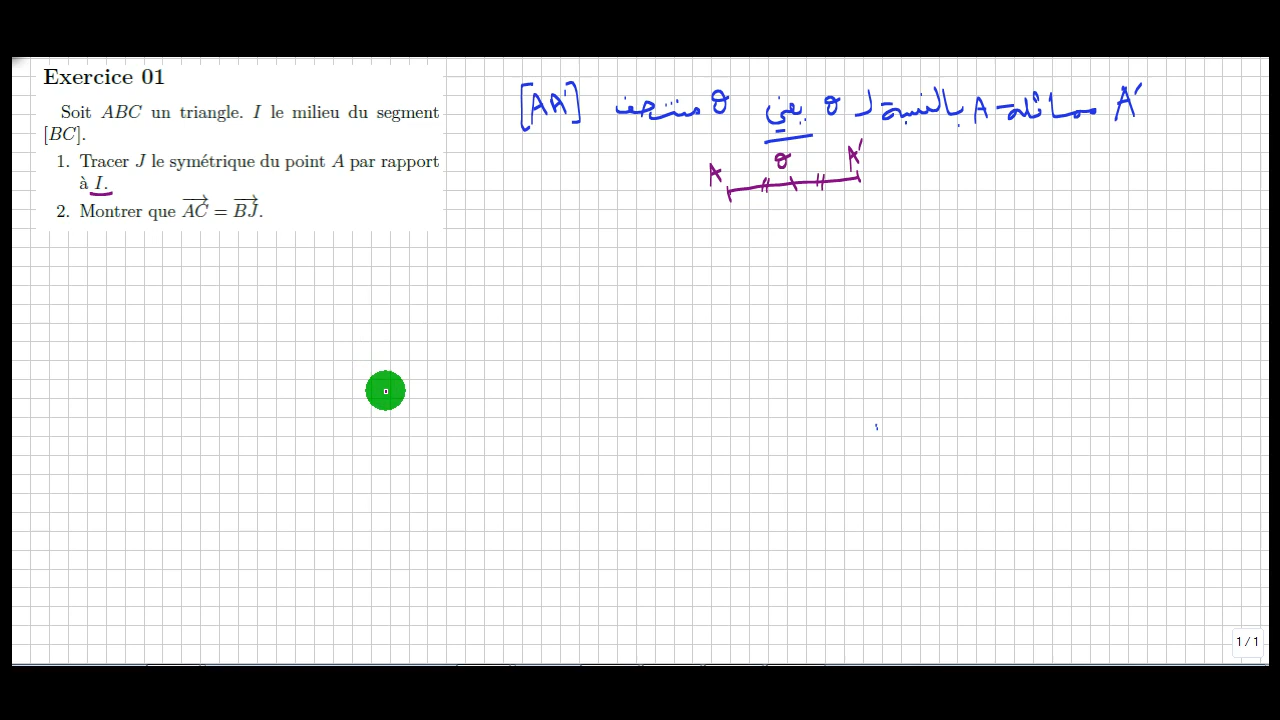 Exercice 01
Soit ABC un triangle. I le milieu du segment
[BC].
1. Tracer J le symétrique du point A par rapport
à I.
2. Montrer que \overrightarrow{AC} = \overrightarrow{BJ}.
A' مماثلة A بالنسبة ل O يعني O منتصف [AA']
A O A'
1 / 1